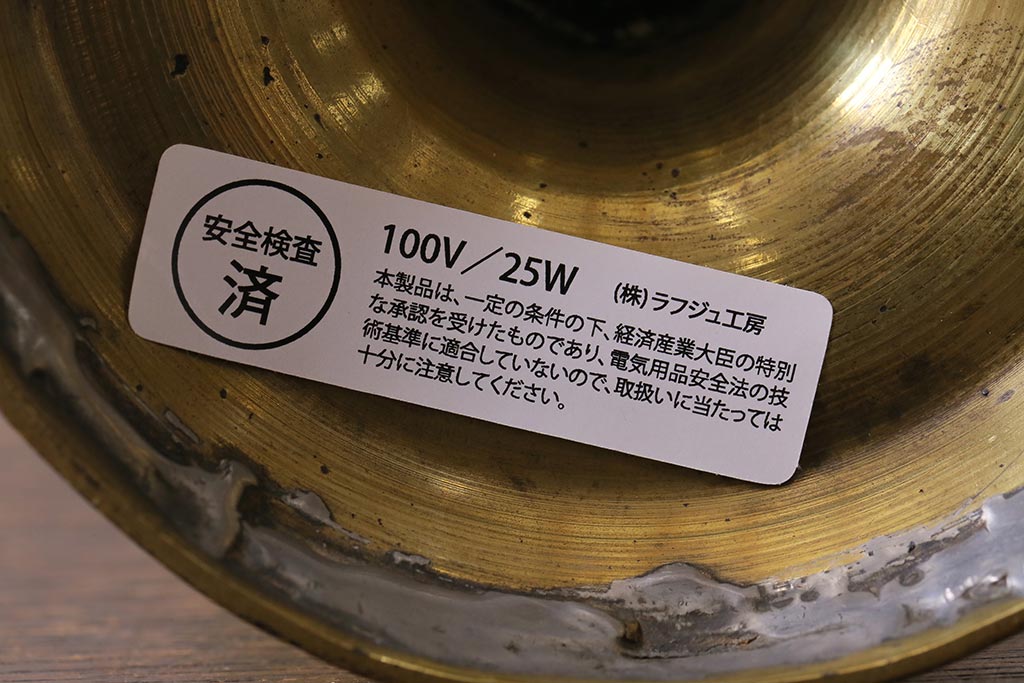 安全検査
済
100V／25W (株)ラフジュ工房
本製品は、一定の条件の下、経済産業大臣の特別
な承認を受けたものであり、電気用品安全法の技
術基準に適合していないので、取扱いに当たっては
十分に注意してください。